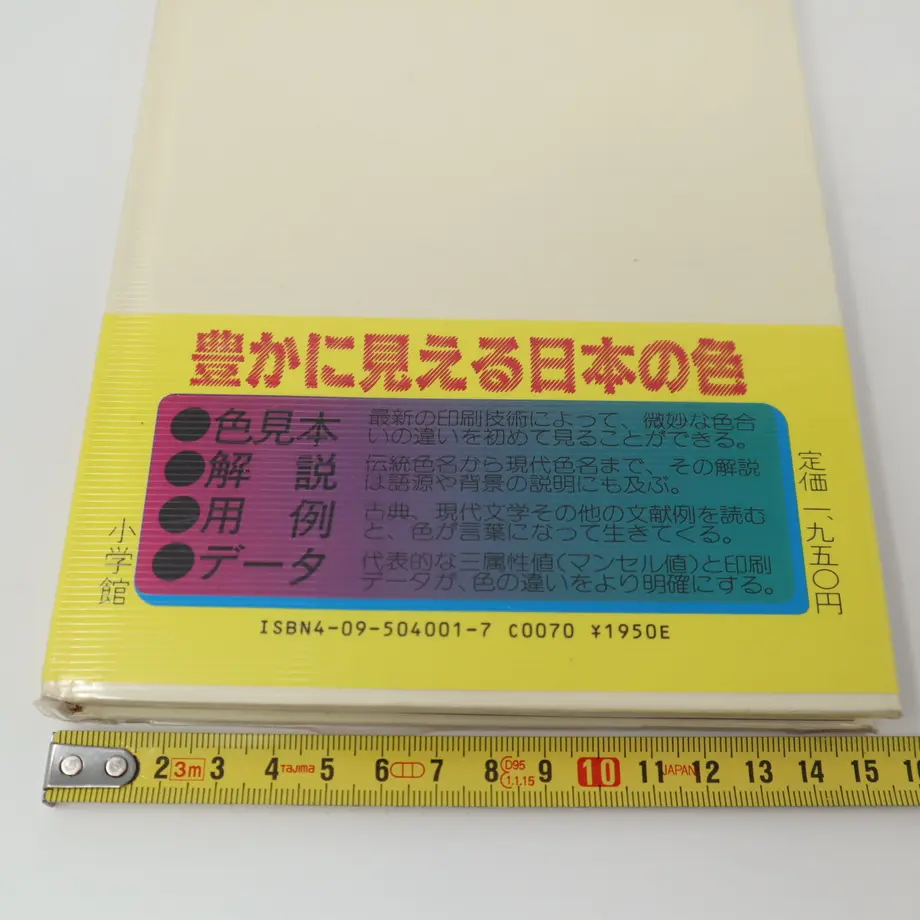 豊かに見える日本の色
●色見本 最新の印刷技術によって、微妙な色合
いの違いを初めて見ることができる。
●解 説 伝統色名から現代色名まで、その解説
は語源や背景の説明にも及ぶ。
●用 例 古典、現代文学その他の文献例を読む
と、色が言葉になって生きてくる。
●データ 代表的な三属性値(マンセル値)と印刷
データが、色の違いをより明確にする。
定価一、九五〇円
小学館
ISBN4-09-504001-7 C0070 ¥1950E
2 3m 3 4 Tajima 5 6 7 8 D95 1.1.15 9 10 11 JAPAN 12 13 14 15 16